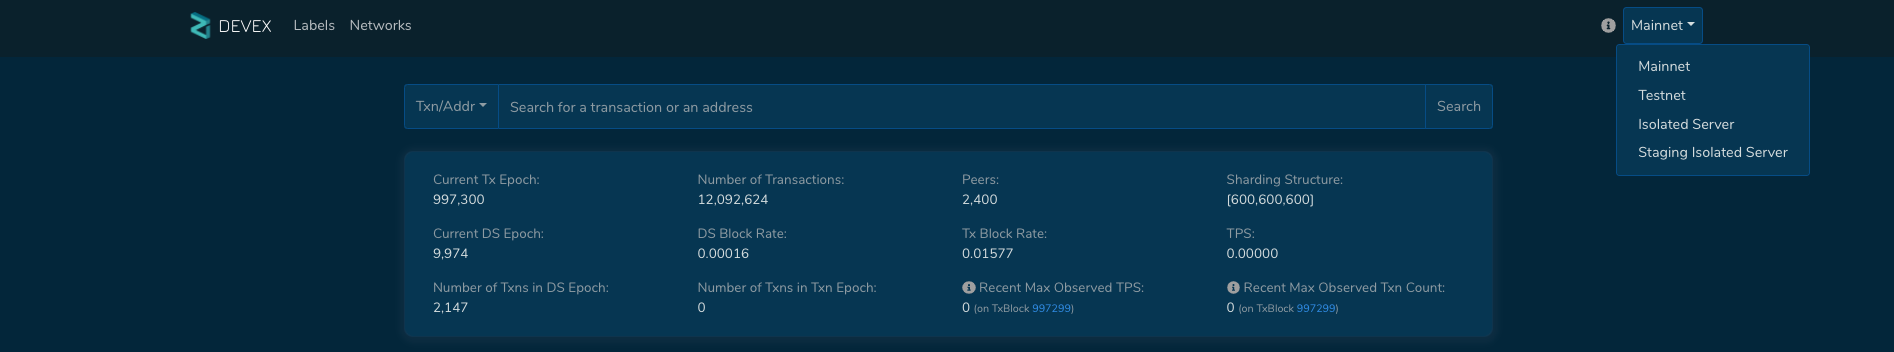 DEVEX Labels Networks Mainnet
Mainnet
Testnet
Isolated Server
Staging Isolated Server
Txn/Addr Search for a transaction or an address Search
Current Tx Epoch: Number of Transactions: Peers: Sharding Structure:
997,300 12,092,624 2,400 [600,600,600]
Current DS Epoch: DS Block Rate: Tx Block Rate: TPS:
9,974 0.00016 0.01577 0.00000
Number of Txns in DS Epoch: Number of Txns in Txn Epoch: Recent Max Observed TPS: Recent Max Observed Txn Count:
2,147 0 0 (on TxBlock 997299) 0 (on TxBlock 997299)